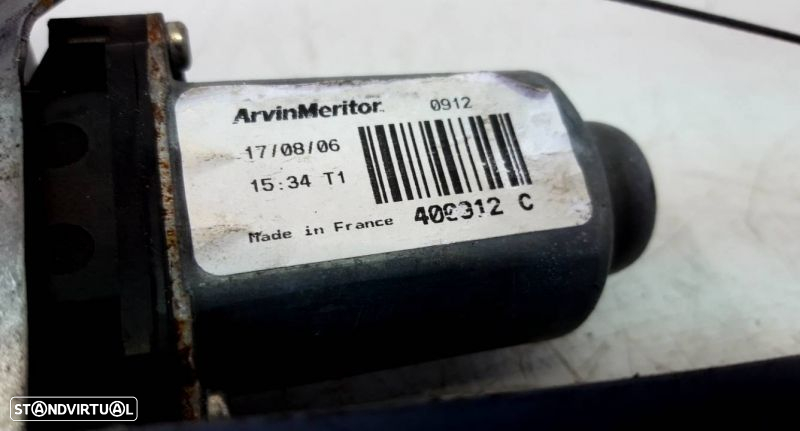 ArvinMeritor 0912
17/08/06
15:34 T1
Made in France
STANDVIRTUAL